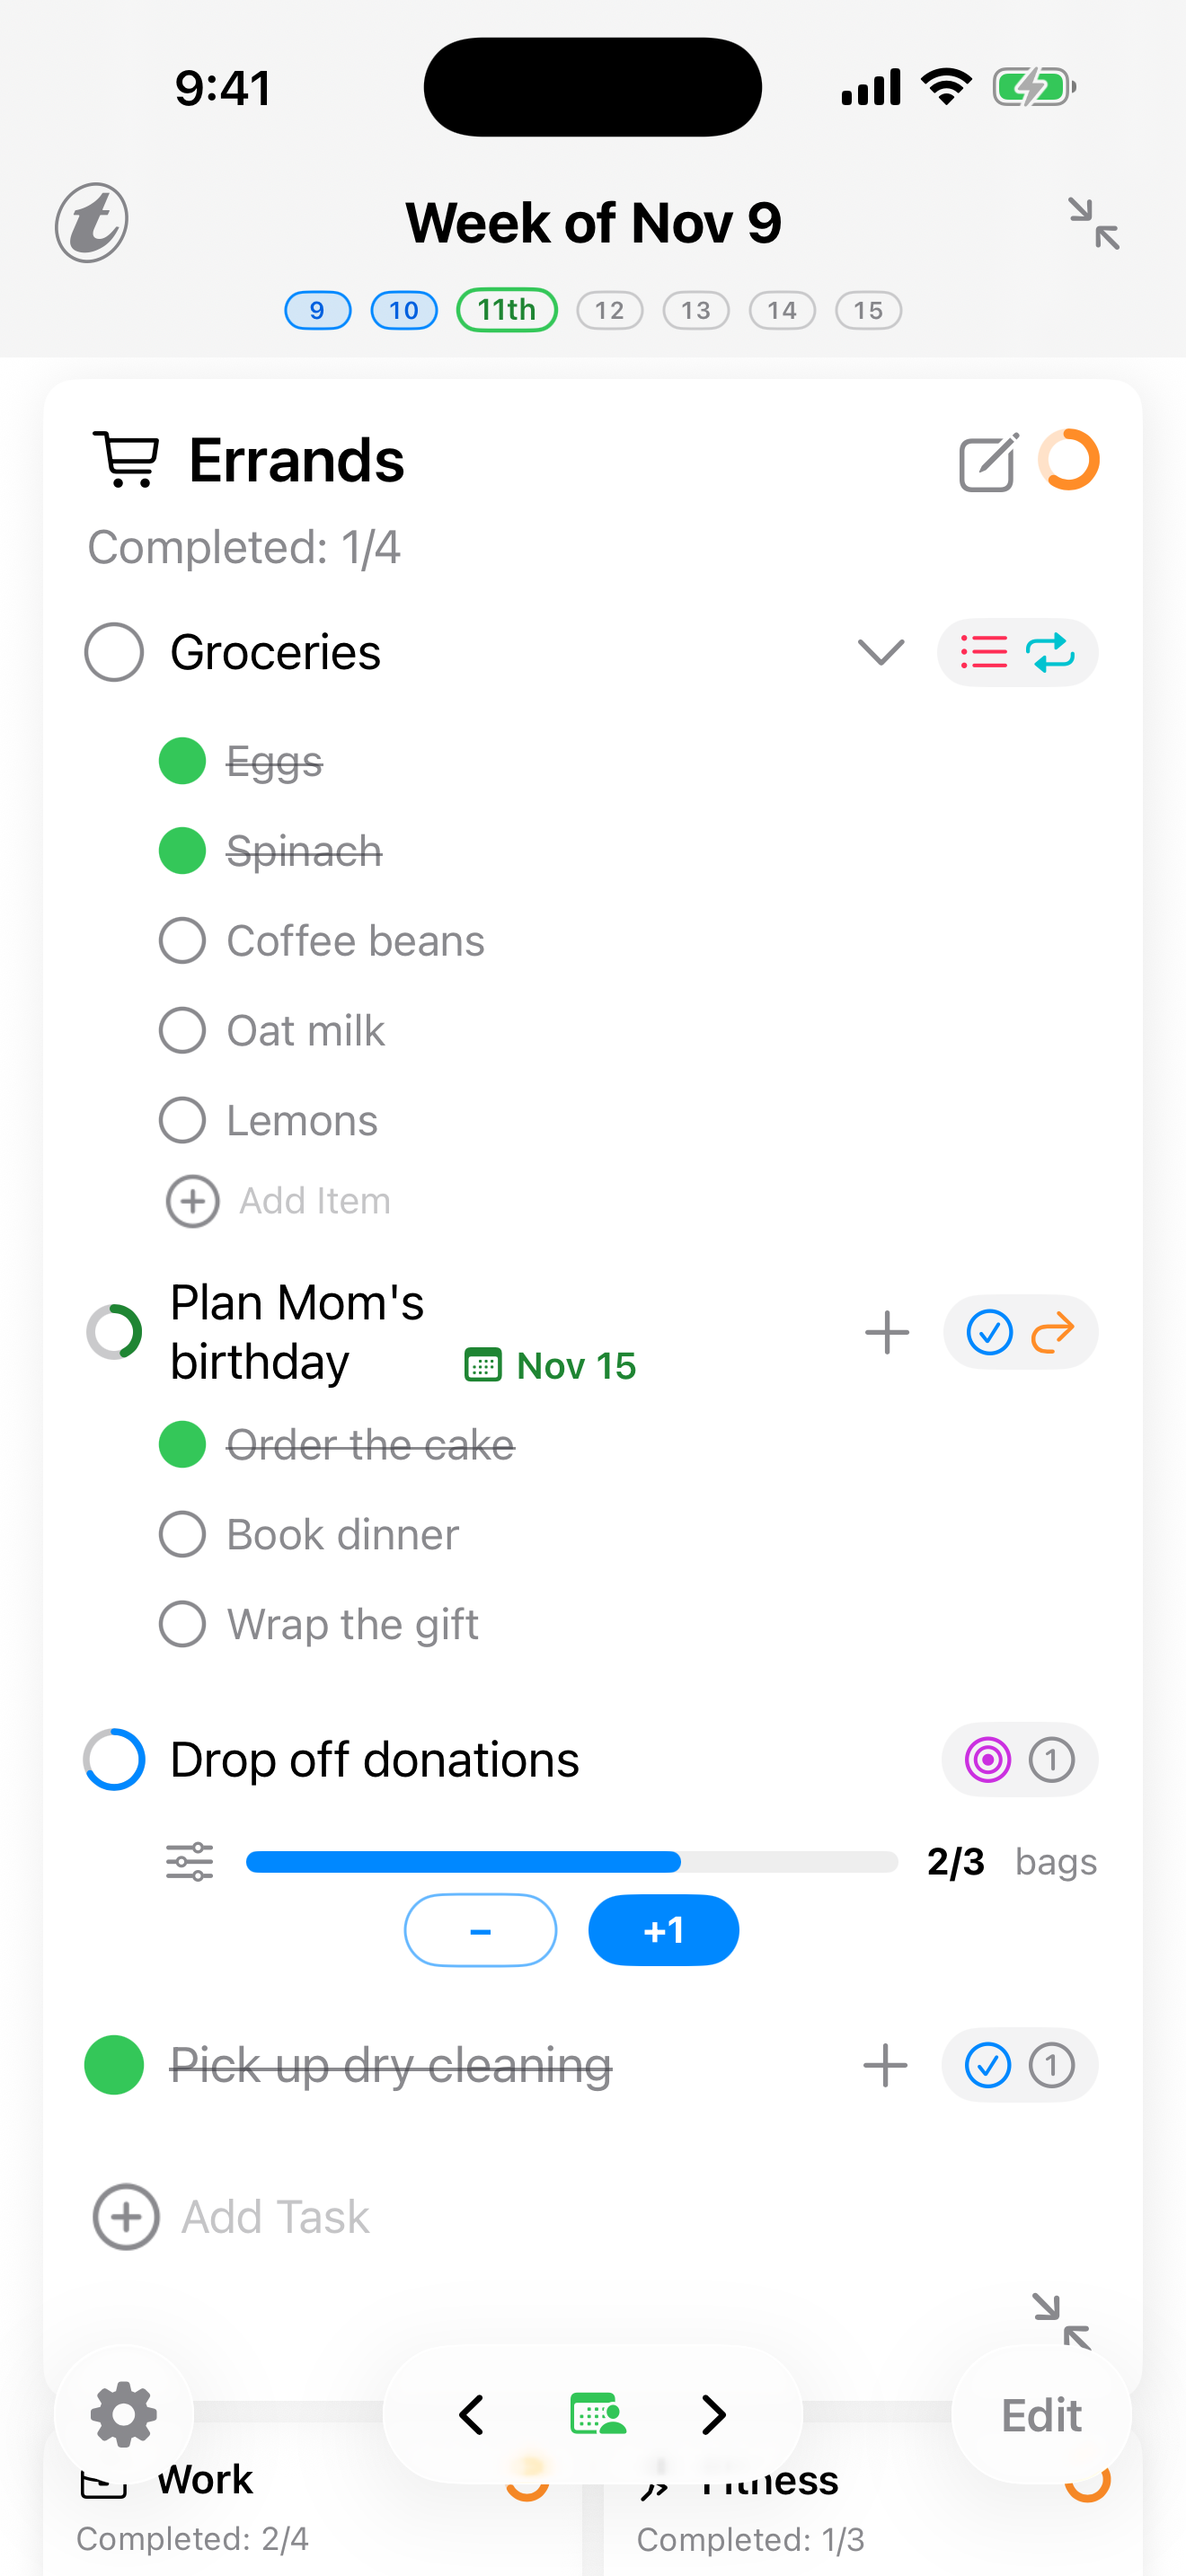 9:41
t
Week of Nov 9
9 10 11th 12 13 14 15
Errands
Completed: 1/4
Groceries
Eggs
Spinach
Coffee beans
Oat milk
Lemons
Add Item
Plan Mom's
birthday Nov 15
Order the cake
Book dinner
Wrap the gift
Drop off donations 1
2/3 bags
– +1
Pick up dry cleaning 1
Add Task
Edit
Work Fitness
Completed: 2/4 Completed: 1/3